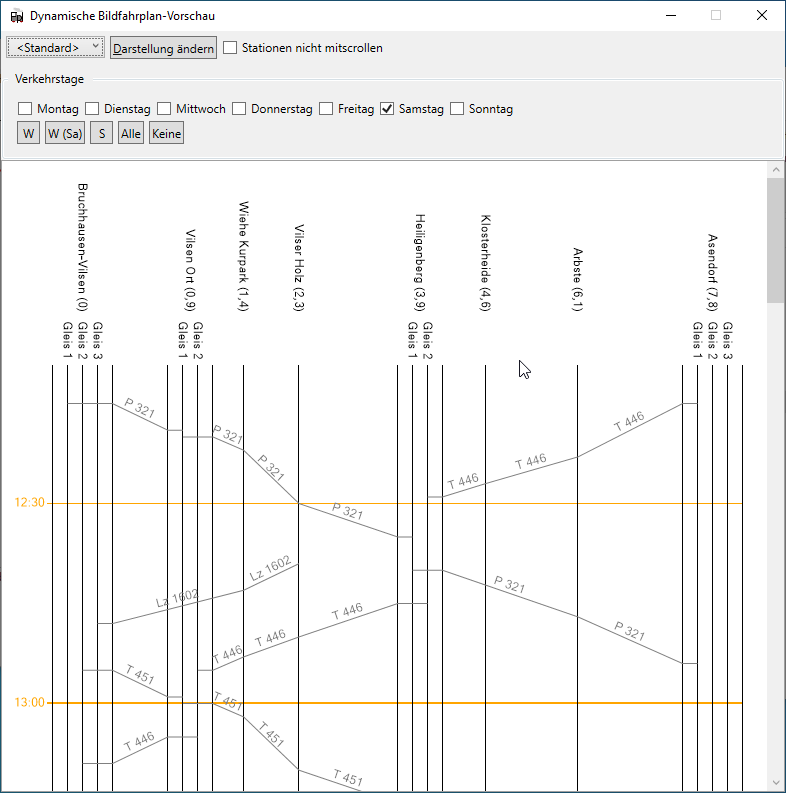 Dynamische Bildfahrplan-Vorschau
<Standard> Darstellung ändern Stationen nicht mitscrollen
Verkehrstage
Montag Dienstag Mittwoch Donnerstag Freitag Samstag Sonntag
W W (Sa) S Alle Keine
Bruchhausen-Vilsen (0)
Vilsen Ort (0,9)
Wiehe Kurpark (1,4)
Vilser Holz (2,3)
Heiligenberg (3,9)
Klosterheide (4,6)
Arbste (6,1)
Asendorf (7,8)
Gleis 1
Gleis 2
Gleis 3
Gleis 1
Gleis 2
Gleis 1
Gleis 2
Gleis 1
Gleis 2
Gleis 3
P 321
P 321
P 321
P 321
T 446
T 446
T 446
12:30
Lz 1602
Lz 1602
P 321
P 321
T 446
T 446
T 446
T 451
13:00
T 451
T 451
T 446
T 451